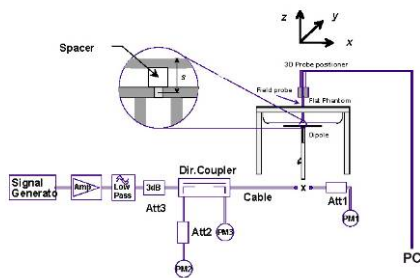 z
y
x
3D Probe positioner
Field probe
Flat Phantom
Dipole
Spacer
s
Signal
Generato
Amp
Low
Pass
3dB
Att3
Dir.Coupler
Cable
x
Att1
PM1
Att2
PM3
PM2
PC